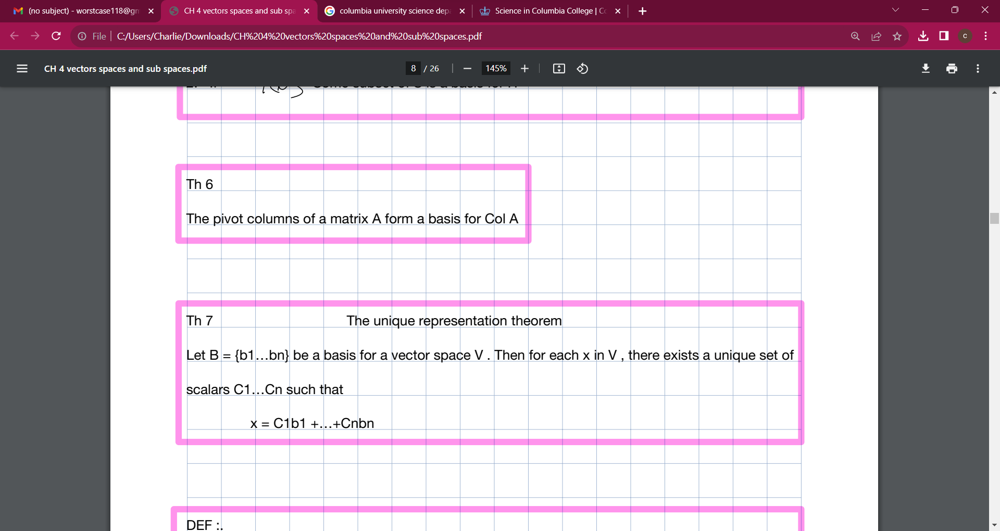 (no subject) - worstcase118@gm
CH 4 vectors spaces and sub spa
columbia university science depa
Science in Columbia College | Co
File
C:/Users/Charlie/Downloads/CH%204%20vectors%20spaces%20and%20sub%20spaces.pdf
c
CH 4 vectors spaces and sub spaces.pdf
8 / 26
145%
Th 6
The pivot columns of a matrix A form a basis for Col A
Th 7 The unique representation theorem
Let B = {b1...bn} be a basis for a vector space V . Then for each x in V , there exists a unique set of
scalars C1...Cn such that
x = C1b1 +...+Cnbn
DEF :.